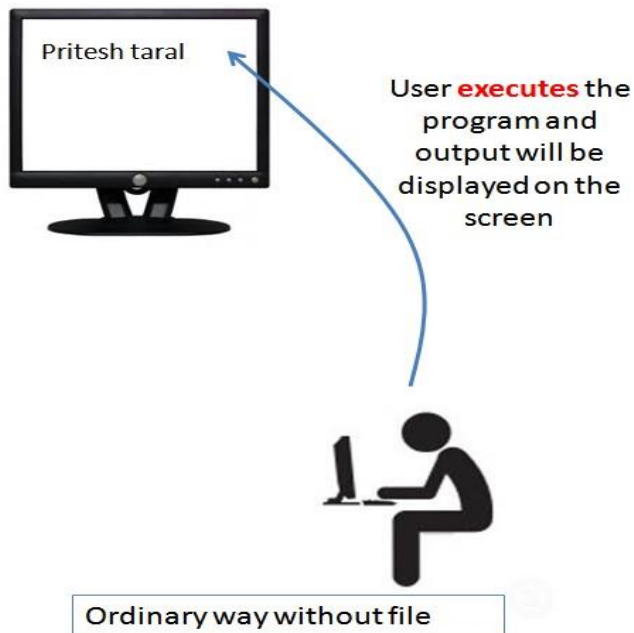 Pritesh taral
User executes the
program and
output will be
displayed on the
screen
Ordinary way without file